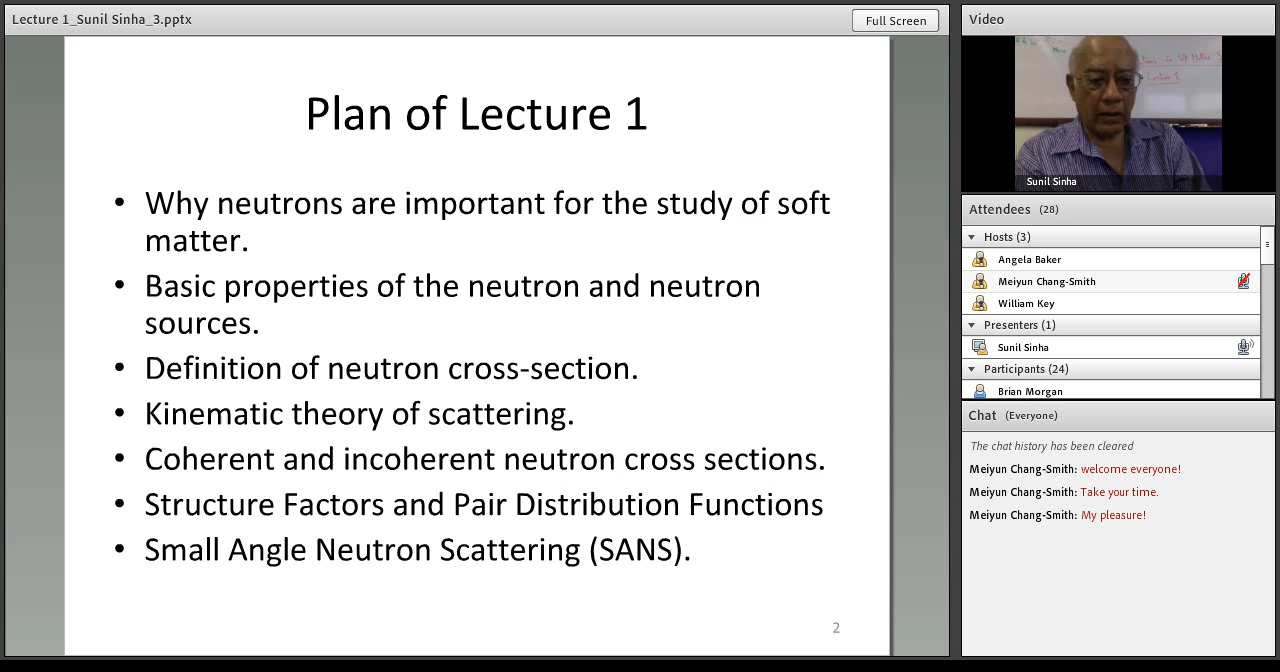 Lecture 1_Sunil Sinha_3.pptx
Full Screen
Plan of Lecture 1
• Why neutrons are important for the study of soft
matter.
• Basic properties of the neutron and neutron
sources.
• Definition of neutron cross-section.
• Kinematic theory of scattering.
• Coherent and incoherent neutron cross sections.
• Structure Factors and Pair Distribution Functions
• Small Angle Neutron Scattering (SANS).
2
Video
Lecture 1
Sunil Sinha
Attendees (28)
Hosts (3)
Angela Baker
Meiyun Chang-Smith
William Key
Presenters (1)
Sunil Sinha
Participants (24)
Brian Morgan
Chat (Everyone)
The chat history has been cleared
Meiyun Chang-Smith: welcome everyone!
Meiyun Chang-Smith: Take your time.
Meiyun Chang-Smith: My pleasure!